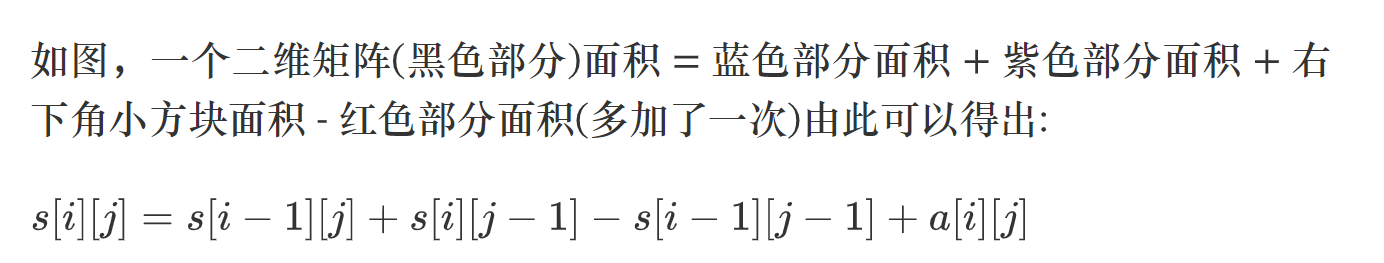 如图，一个二维矩阵(黑色部分)面积 = 蓝色部分面积 + 紫色部分面积 + 右
下角小方块面积 - 红色部分面积(多加了一次)由此可以得出:
s[i][j] = s[i − 1][j] + s[i][j − 1] − s[i − 1][j − 1] + a[i][j]